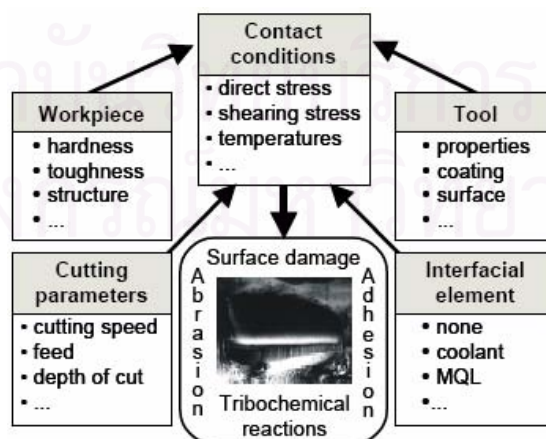 Contact
conditions
• direct stress
• shearing stress
• temperatures
• ...
Workpiece
• hardness
• toughness
• structure
• ...
Tool
• properties
• coating
• surface
• ...
Cutting
parameters
• cutting speed
• feed
• depth of cut
• ...
Surface damage
Abrasion
Adhesion
Tribochemical
reactions
Interfacial
element
• none
• coolant
• MQL
•...